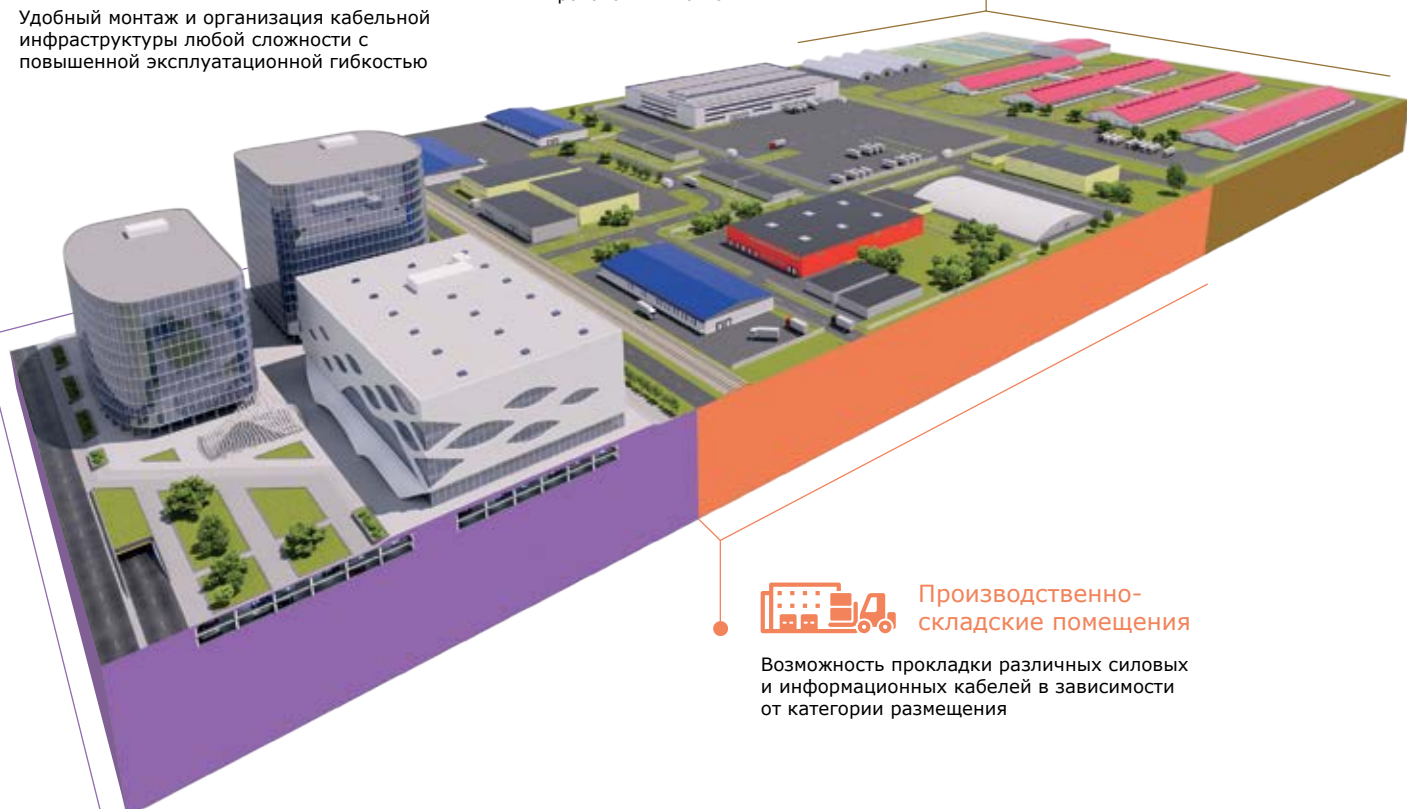 Удобный монтаж и организация кабельной
инфраструктуры любой сложности с
повышенной эксплуатационной гибкостью
Производственно-
складские помещения
Возможность прокладки различных силовых
и информационных кабелей в зависимости
от категории размещения